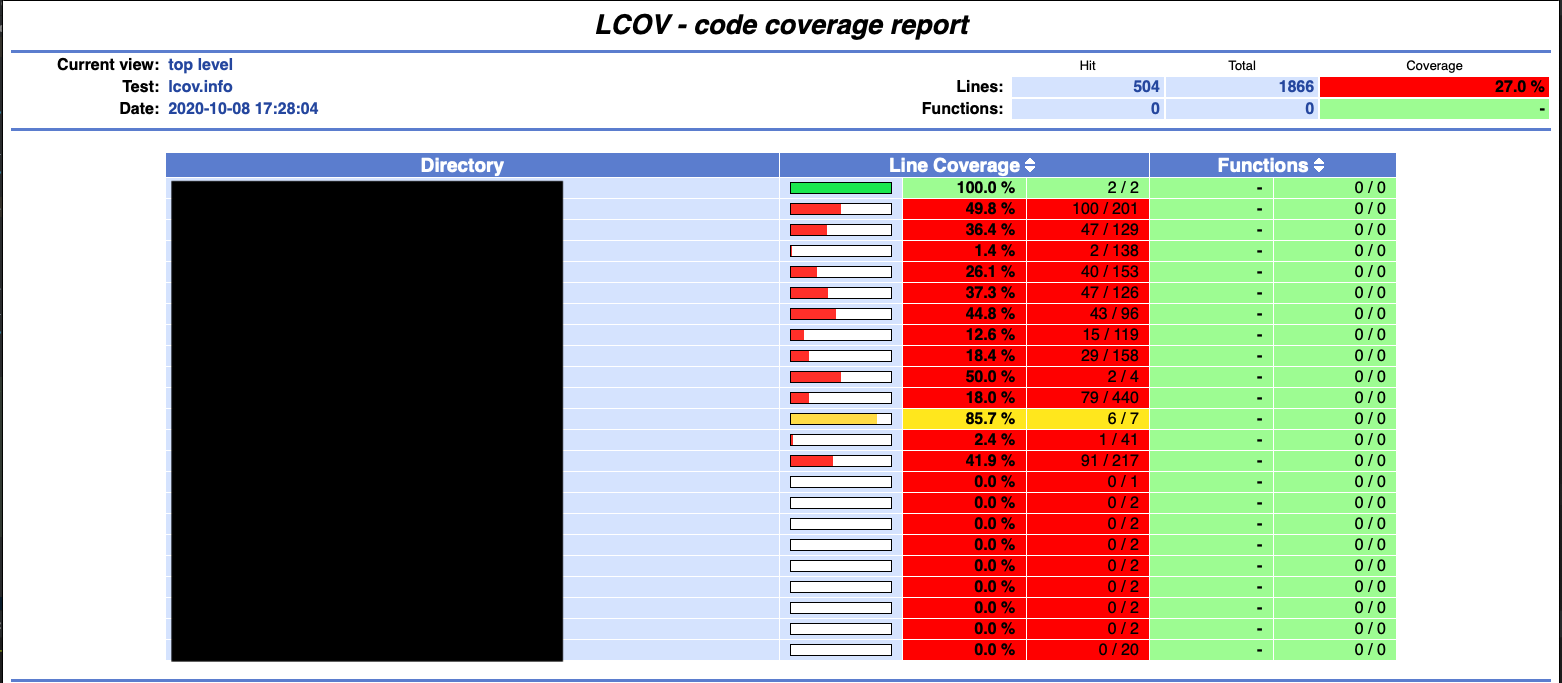 LCOV - code coverage report
Current view: top level
Hit Total Coverage
Test: lcov.info Lines: 504 1866 27.0 %
Date: 2020-10-08 17:28:04 Functions: 0 0 -
Directory Line Coverage Functions
100.0 % 2 / 2 - 0 / 0
49.8 % 100 / 201 - 0 / 0
36.4 % 47 / 129 - 0 / 0
1.4 % 2 / 138 - 0 / 0
26.1 % 40 / 153 - 0 / 0
37.3 % 47 / 126 - 0 / 0
44.8 % 43 / 96 - 0 / 0
12.6 % 15 / 119 - 0 / 0
18.4 % 29 / 158 - 0 / 0
50.0 % 2 / 4 - 0 / 0
18.0 % 79 / 440 - 0 / 0
85.7 % 6 / 7 - 0 / 0
2.4 % 1 / 41 - 0 / 0
41.9 % 91 / 217 - 0 / 0
0.0 % 0 / 1 - 0 / 0
0.0 % 0 / 2 - 0 / 0
0.0 % 0 / 2 - 0 / 0
0.0 % 0 / 2 - 0 / 0
0.0 % 0 / 2 - 0 / 0
0.0 % 0 / 2 - 0 / 0
0.0 % 0 / 2 - 0 / 0
0.0 % 0 / 2 - 0 / 0
0.0 % 0 / 20 - 0 / 0